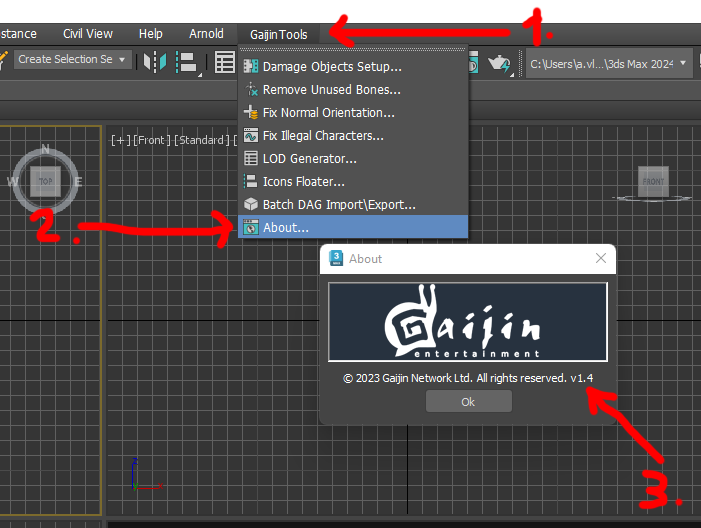 stance Civil View Help Arnold GaijinTools
1.
Create Selection Se
C:\Users\a.vl...\3ds Max 2024
Damage Objects Setup...
Remove Unused Bones...
[+] [Front] [Standard] [
Fix Normal Orientation...
Fix Illegal Characters...
N
LOD Generator...
W TOP E
FRONT
Icons Floater...
Batch DAG Import\Export...
2.
About...
3 About
Gaijin
entertainment
© 2023 Gaijin Network Ltd. All rights reserved. v1.4
Ok
3.